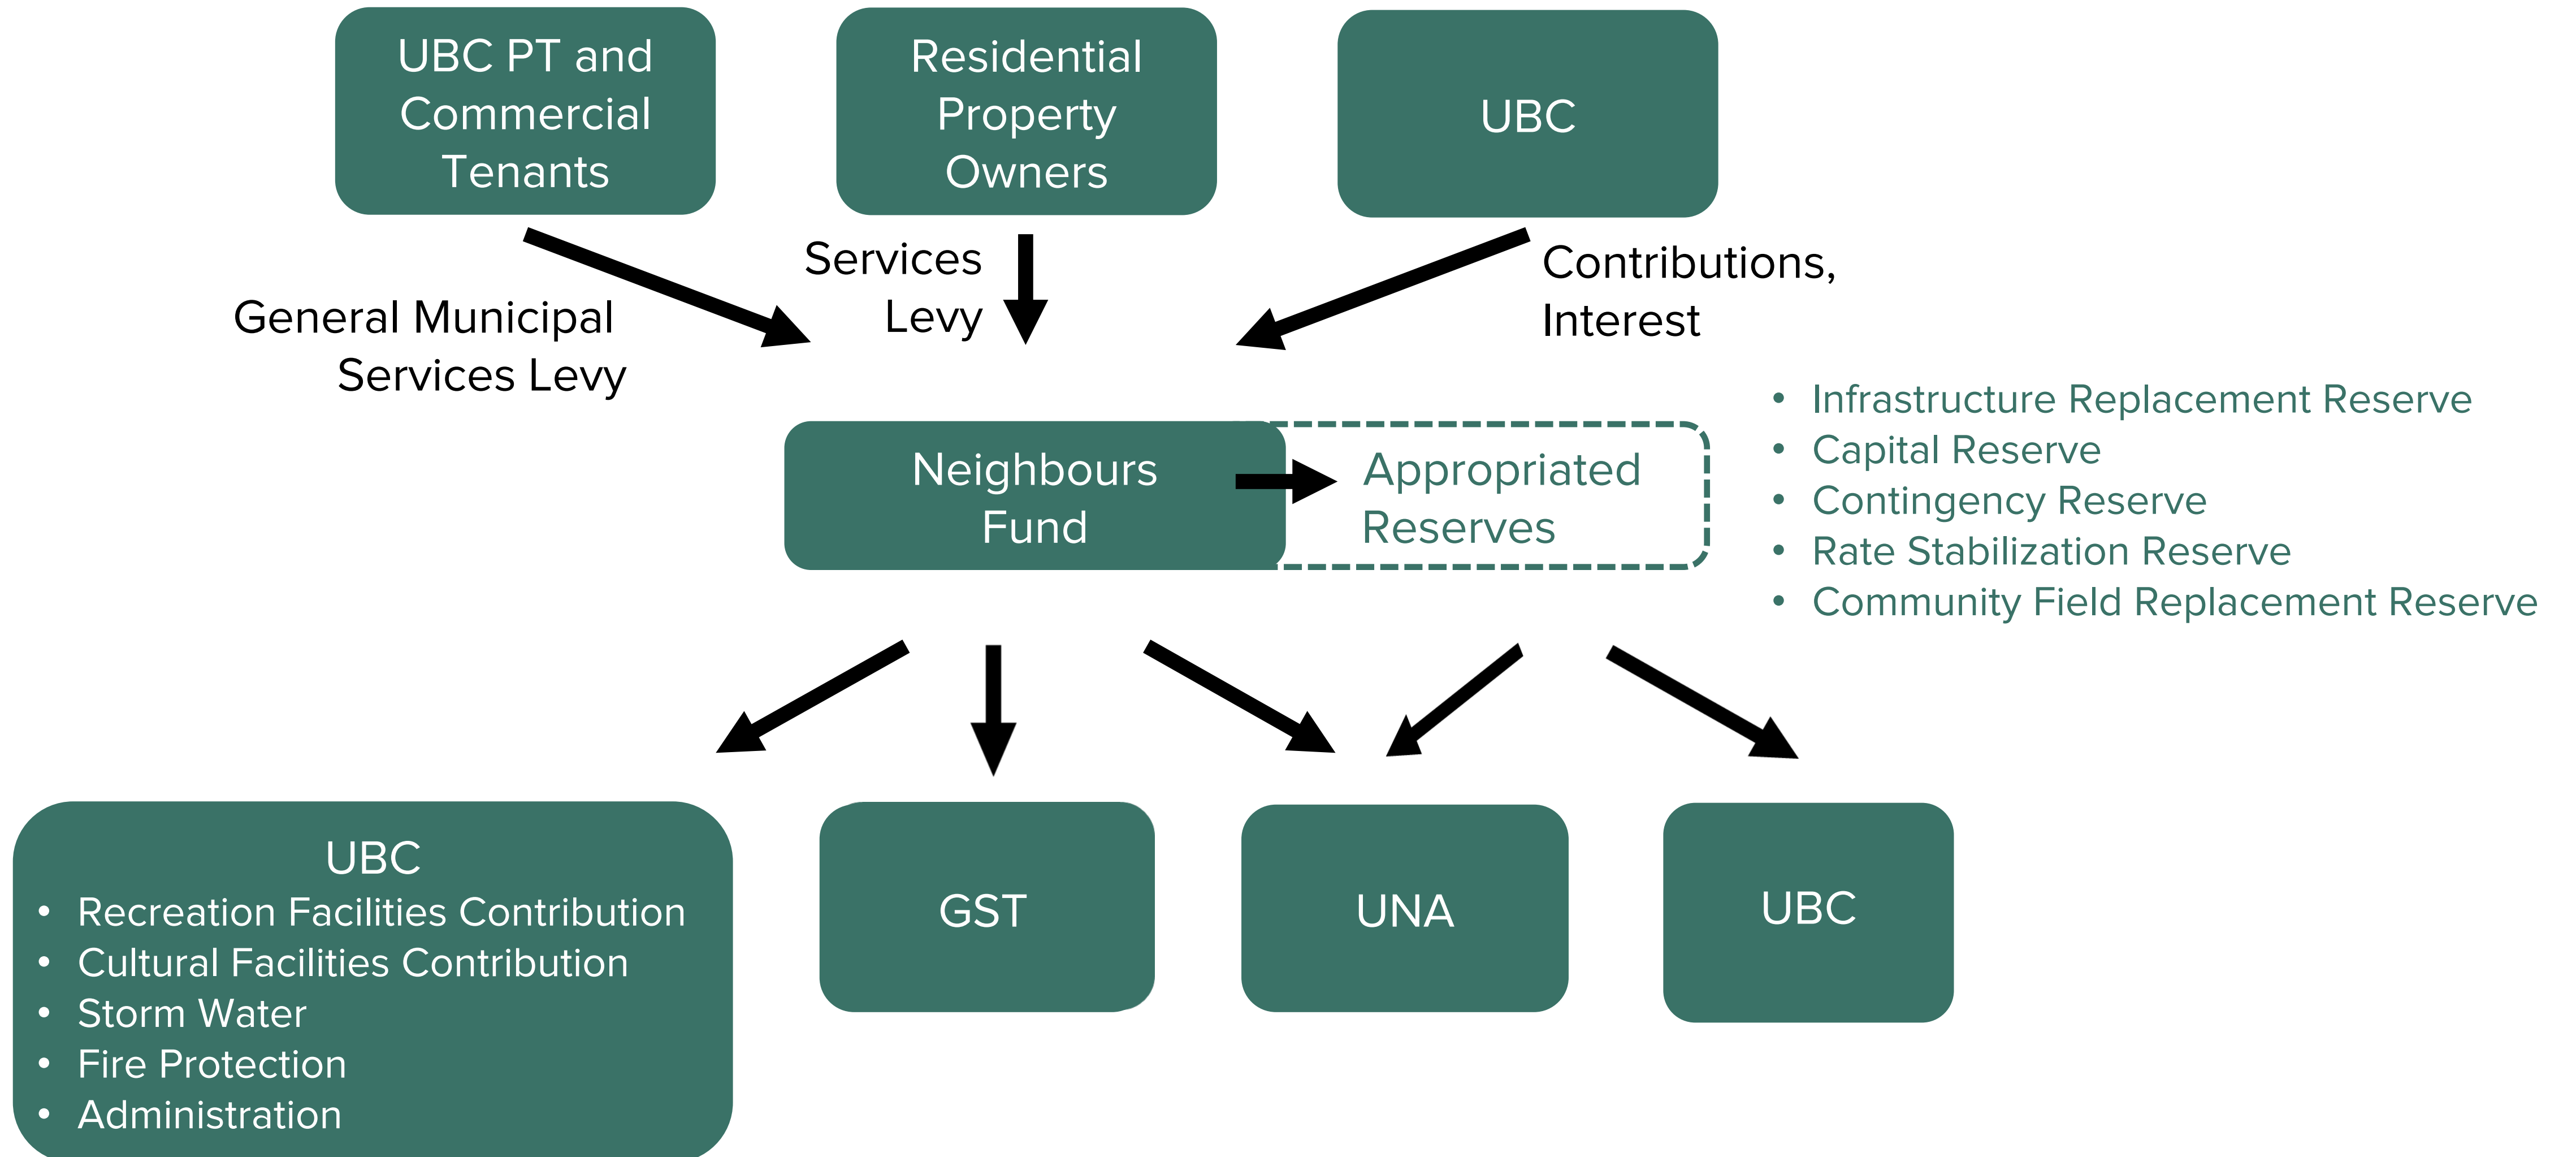 UBC PT and
Commercial
Tenants
Residential
Property
Owners
UBC
General Municipal
Services Levy
Services
Levy
Contributions,
Interest
Neighbours
Fund
Appropriated
Reserves
• Infrastructure Replacement Reserve
• Capital Reserve
• Contingency Reserve
• Rate Stabilization Reserve
• Community Field Replacement Reserve
UBC
• Recreation Facilities Contribution
• Cultural Facilities Contribution
• Storm Water
• Fire Protection
• Administration
GST
UNA
UBC